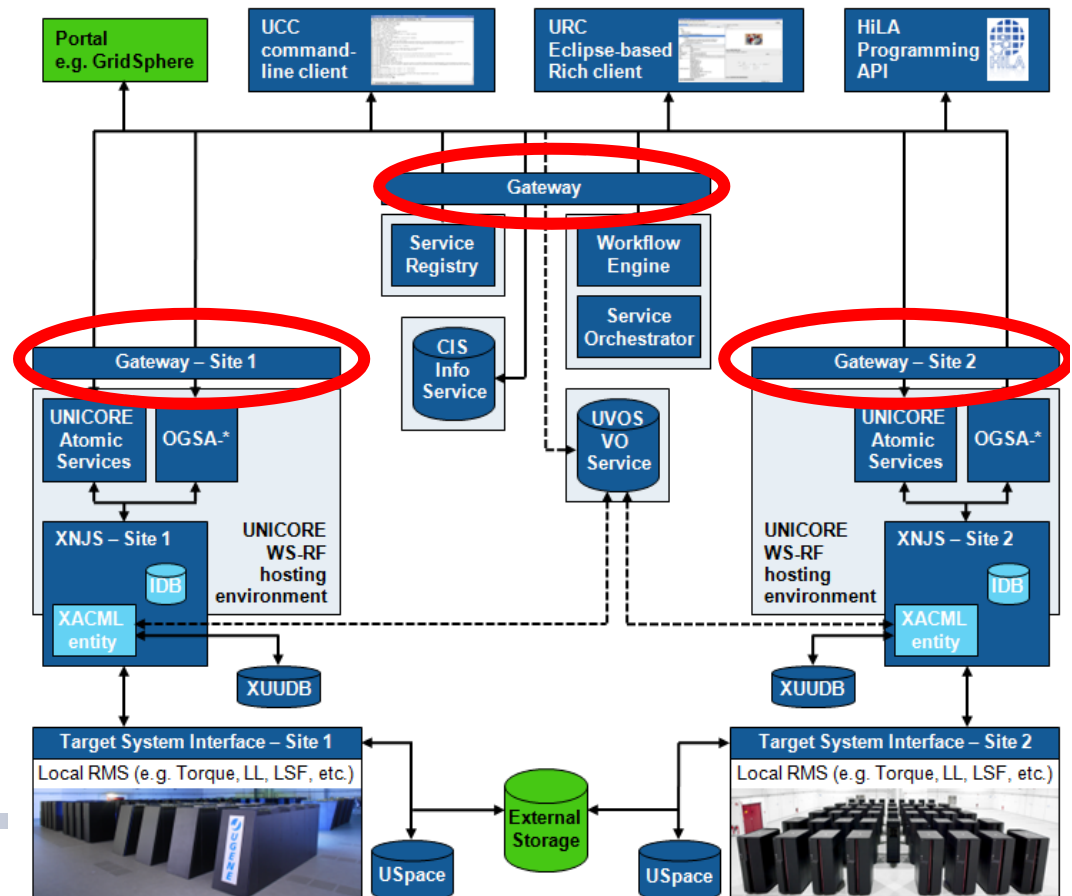 Portal
e.g. GridSphere
UCC
command-
line client
URC
Eclipse-based
Rich client
HiLA
Programming
API
HiLA
Gateway
Service
Registry
Workflow
Engine
Service
Orchestrator
CIS
Info
Service
UVOS
VO
Service
Gateway – Site 1
UNICORE
Atomic
Services
OGSA-*
XNJS – Site 1
IDB
XACML
entity
UNICORE
WS-RF
hosting
environment
XUUDB
Gateway – Site 2
UNICORE
Atomic
Services
OGSA-*
UNICORE
WS-RF
hosting
environment
XNJS – Site 2
IDB
XACML
entity
XUUDB
Target System Interface – Site 1
Local RMS (e.g. Torque, LL, LSF, etc.)
JUGENE
USpace
External
Storage
Target System Interface – Site 2
Local RMS (e.g. Torque, LL, LSF, etc.)
USpace